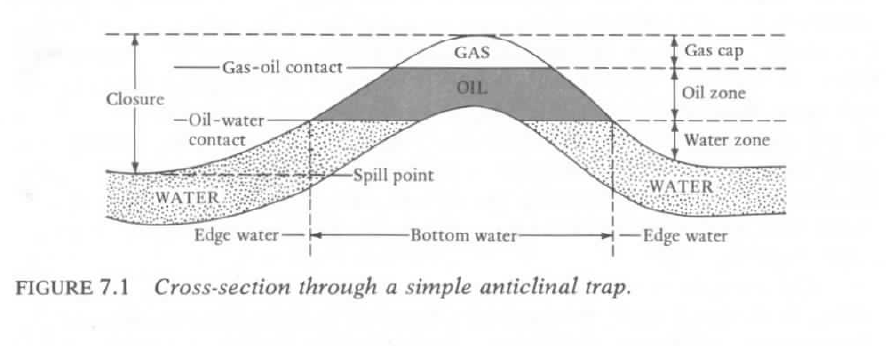 GAS
Gas cap
Gas-oil contact
OIL
Oil zone
Closure
Oil-water
contact
Water zone
Spill point
WATER
WATER
Edge water
Bottom water
Edge water
FIGURE 7.1 Cross-section through a simple anticlinal trap.